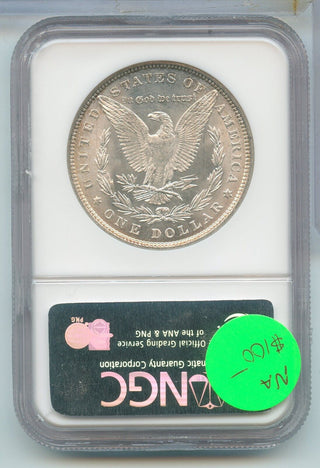 UNITED STATES OF AMERICA
In God we trust
ONE DOLLAR
PNG
Official Grading Service
of the ANA & PNG
matic Guaranty Corporation
NGC
NA
$100-